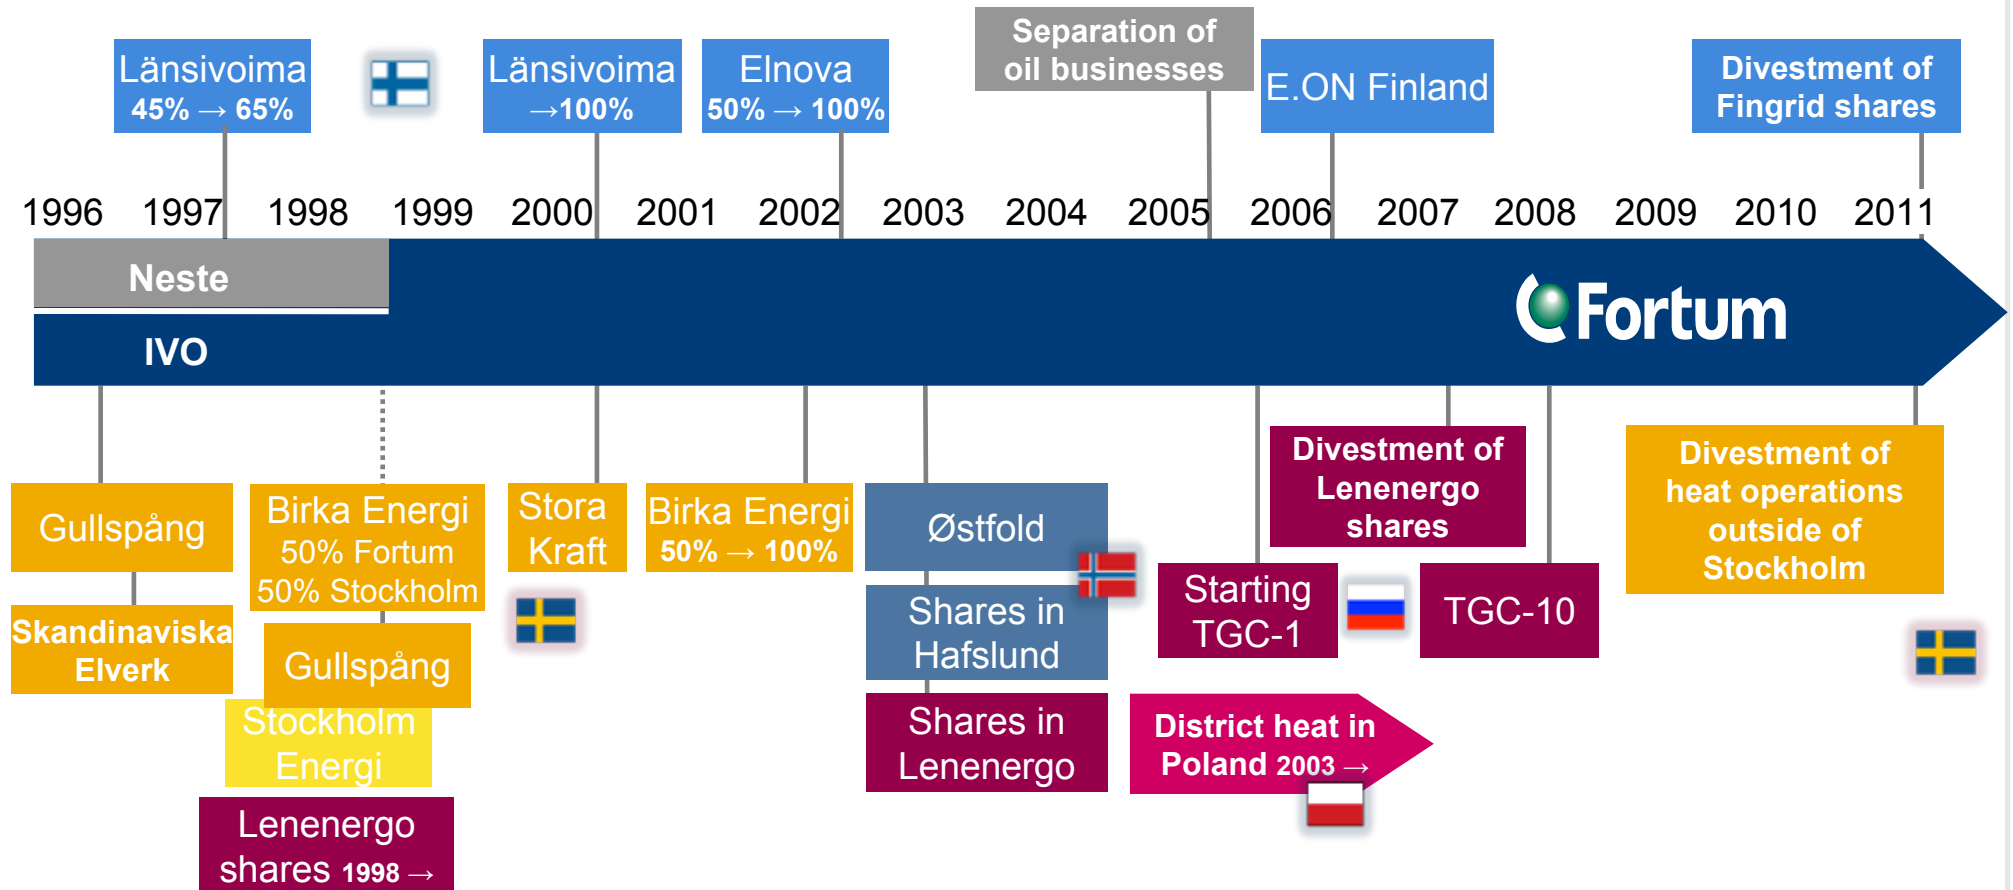 Separation of
oil businesses
Länsivoima
45% → 65%
Länsivoima
→100%
Elnova
50% → 100%
E.ON Finland
Divestment of
Fingrid shares
1996 1997 1998 1999 2000 2001 2002 2003 2004 2005 2006 2007 2008 2009 2010 2011
Neste
IVO
Fortum
Gullspång
Skandinaviska
Elverk
Birka Energi
50% Fortum
50% Stockholm
Gullspång
Stockholm
Energi
Lenenergo
shares 1998 →
Stora
Kraft
Birka Energi
50% → 100%
Østfold
Shares in
Hafslund
Shares in
Lenenergo
Divestment of
Lenenergo
shares
Starting
TGC-1
TGC-10
District heat in
Poland 2003 →
Divestment of
heat operations
outside of
Stockholm